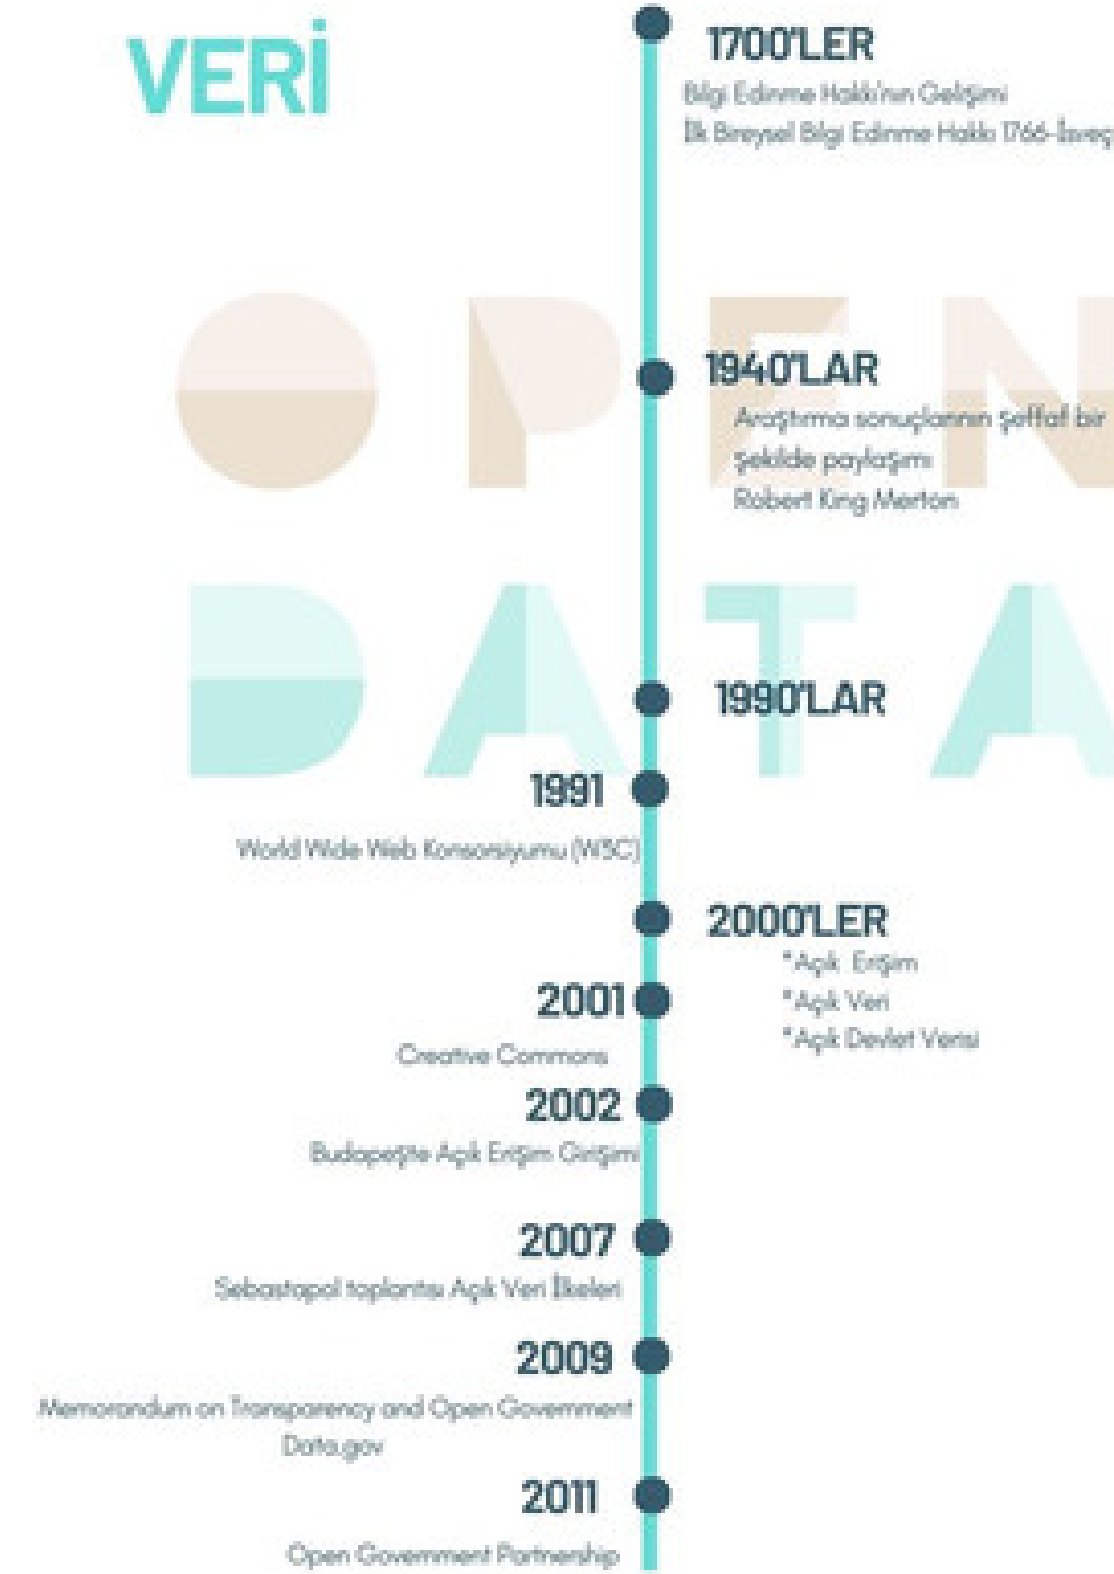 VERİ
1700'LER
Bilgi Edinme Hakkı'nın Gelişimi
İlk Bireysel Bilgi Edinme Hakkı 1766-İsveç
OPEN
1940'LAR
Araştırma sonuçlarının şeffaf bir
şekilde paylaşımı
Robert King Merton
DATA
1990'LAR
1991
World Wide Web Konsorsiyumu (W3C)
2000'LER
*Açık Erişim
*Açık Veri
*Açık Devlet Verisi
2001
Creative Commons
2002
Budapeşte Açık Erişim Girişimi
2007
Sebastapol toplantısı Açık Veri İlkeleri
2009
Memorandum on Transparency and Open Government
Data.gov
2011
Open Government Partnership